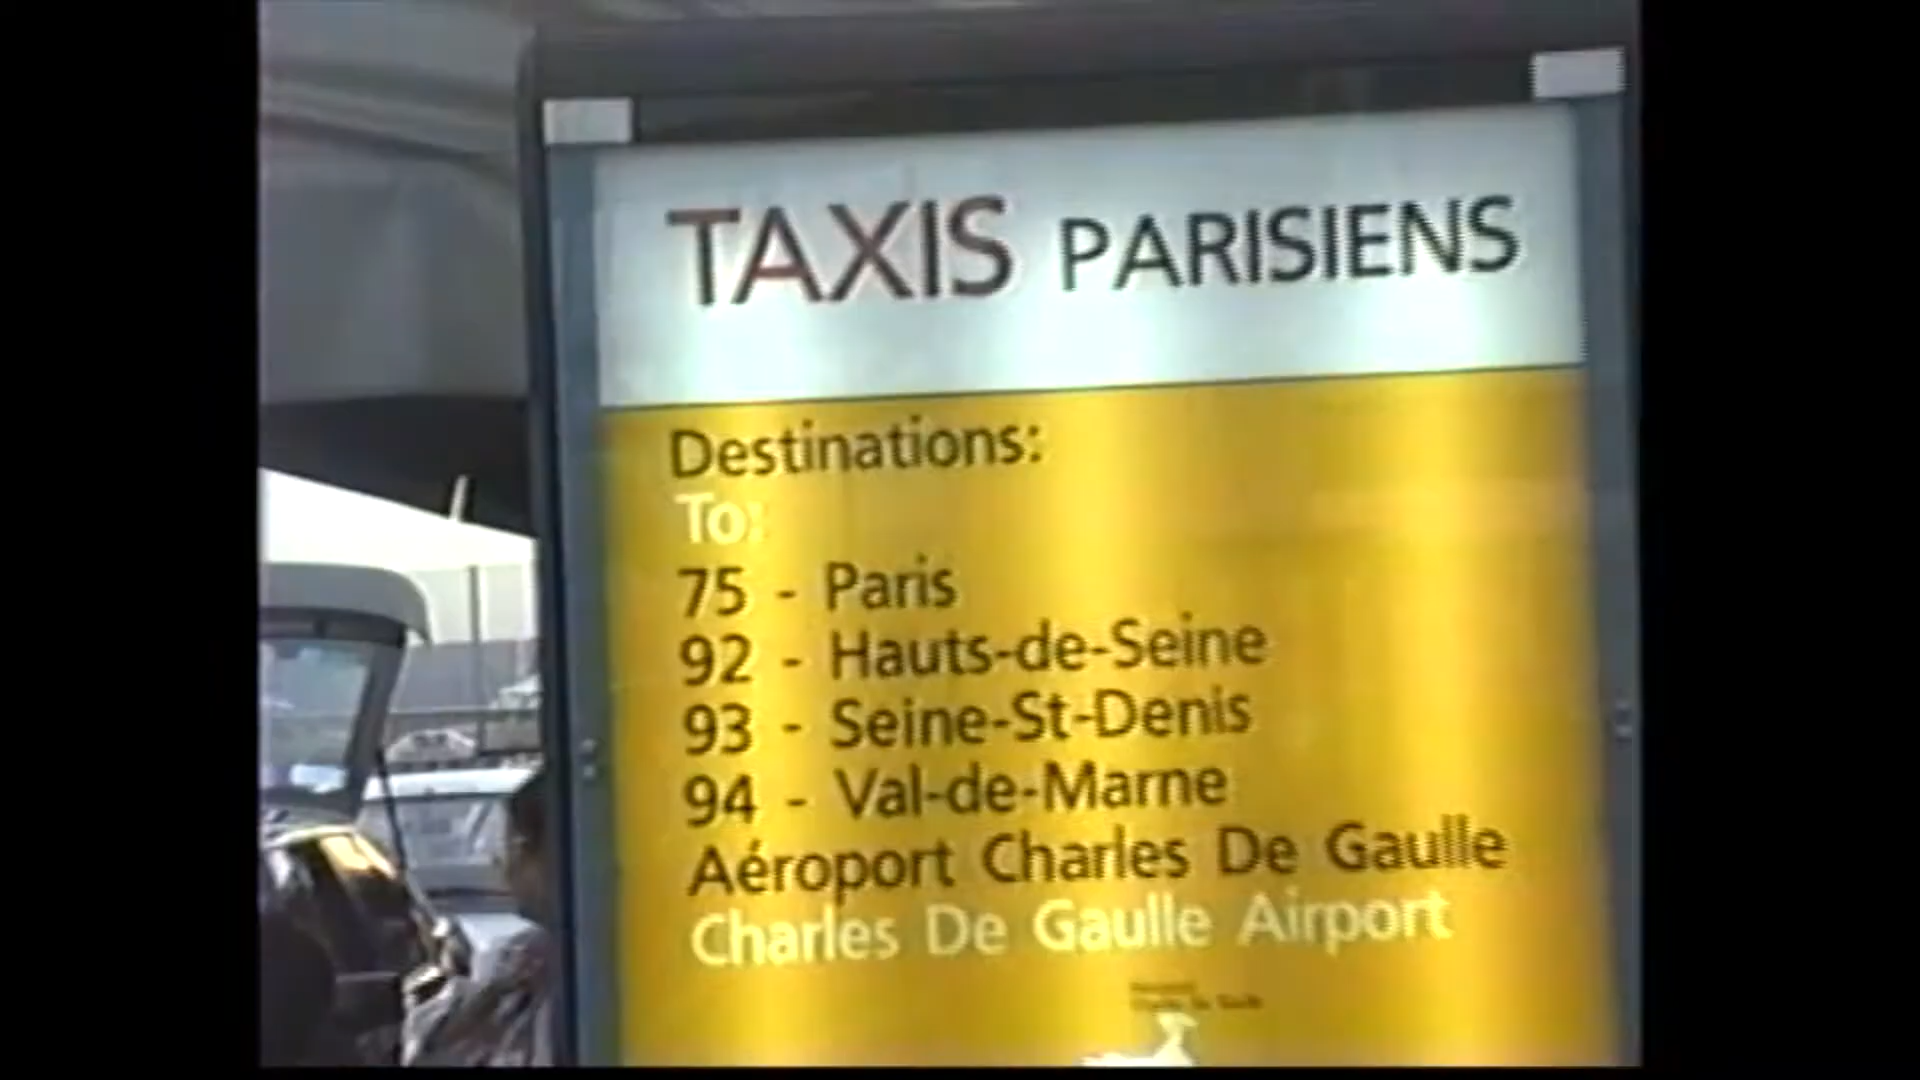 TAXIS PARISIENS
Destinations:
To:
75 - Paris
92 - Hauts-de-Seine
93 - Seine-St-Denis
94 - Val-de-Marne
Aéroport Charles De Gaulle
Charles De Gaulle Airport